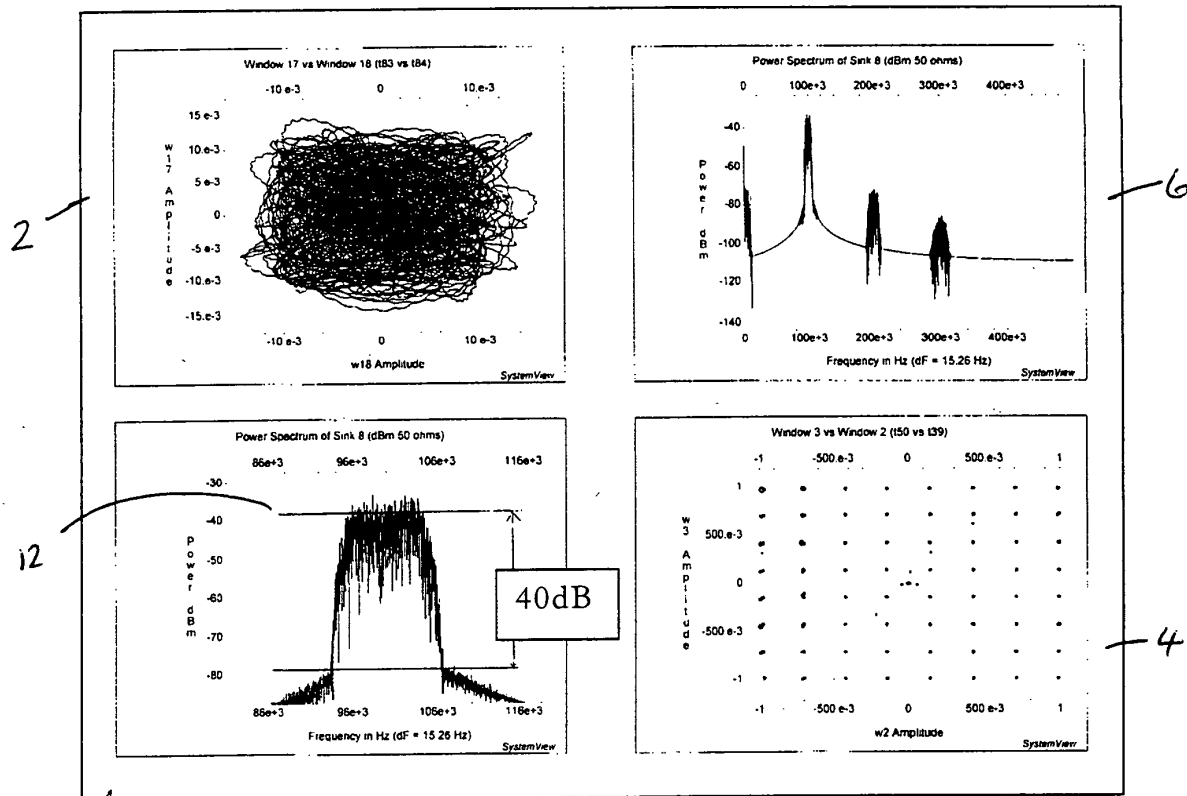 Window 17 vs Window 18 (t83 vs t84)
-10 e-3 0 10.e-3
15 e-3
10.e-3
5.e-3
0
-5.e-3
-10.e-3
-15.e-3
w17 Amplitude
-10 e-3 0 10 e-3
w18 Amplitude
SystemView
2
Power Spectrum of Sink 8 (dBm 50 ohms)
0 100e+3 200e+3 300e+3 400e+3
-40
-60
-80
-100
-120
-140
Power dBm
0 100e+3 200e+3 300e+3 400e+3
Frequency in Hz (dF = 15.26 Hz)
SystemView
6
Power Spectrum of Sink 8 (dBm 50 ohms)
86e+3 96e+3 106e+3 116e+3
-30
-40
-50
-60
-70
-80
Power dBm
40dB
86e+3 96e+3 106e+3 116e+3
Frequency in Hz (dF = 15 26 Hz)
SystemView
12
Window 3 vs Window 2 (t50 vs t39)
-1 -500.e-3 0 500.e-3 1
1
500.e-3
0
-500 e-3
-1
w3 Amplitude
-1 -500 e-3 0 500 e-3 1
w2 Amplitude
SystemView
4